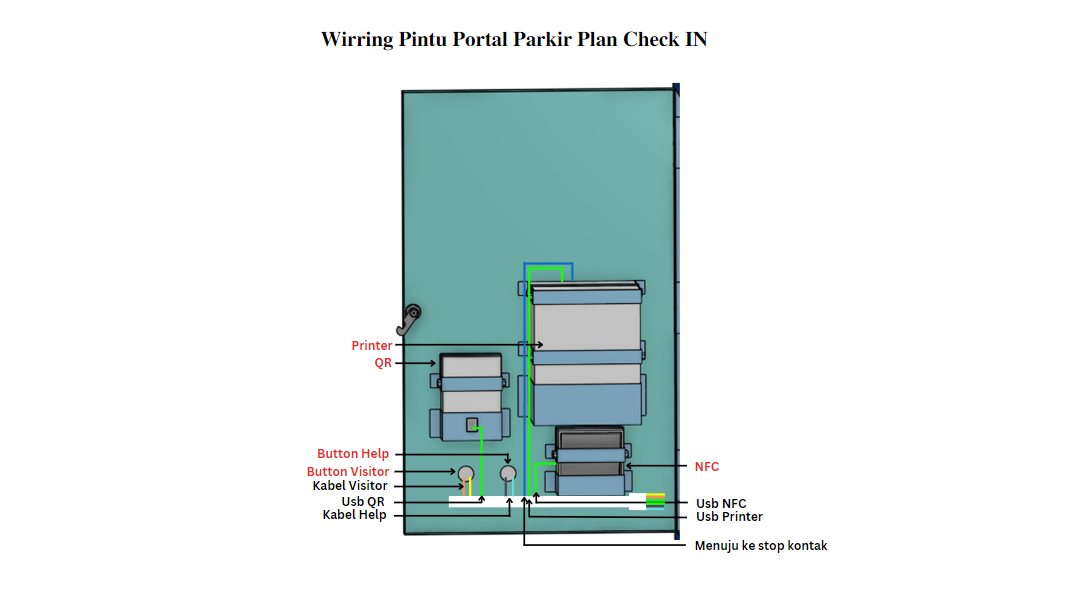 Wirring Pintu Portal Parkir Plan Check IN
Printer
QR
Button Help
Button Visitor
Kabel Visitor
Usb QR
Kabel Help
NFC
Usb NFC
Usb Printer
Menuju ke stop kontak